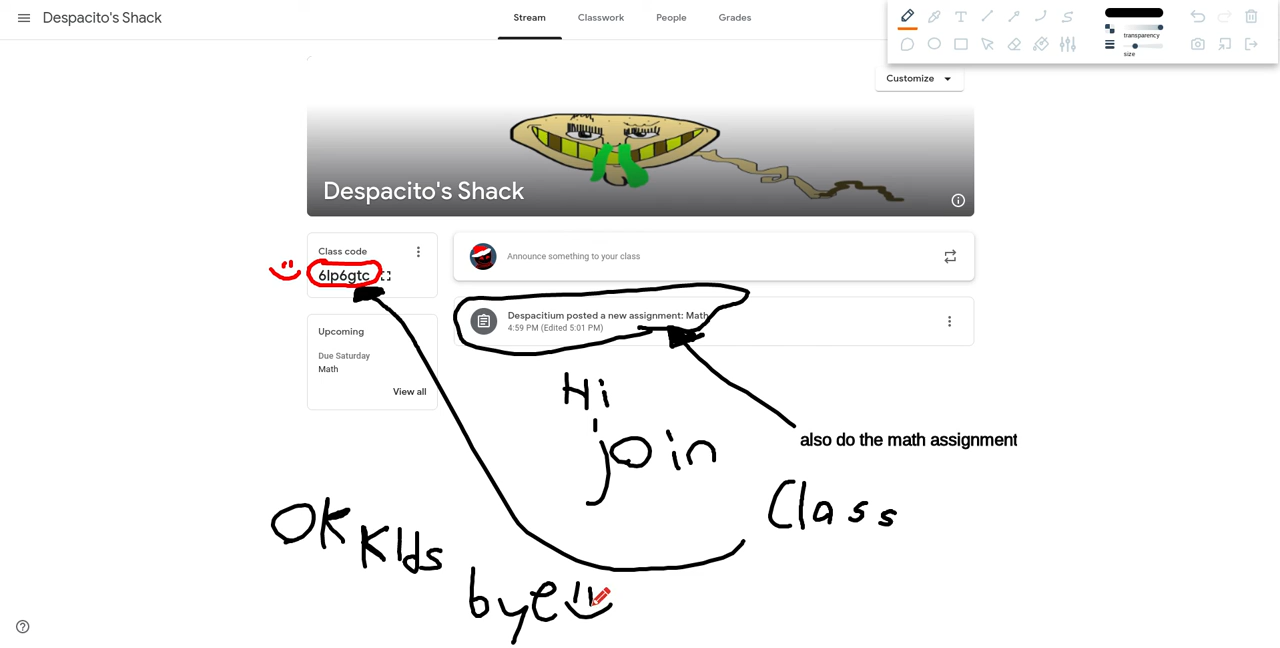 Despacito's Shack
Stream Classwork People Grades
transparency
size
Customize
Despacito's Shack
Class code
6lp6gtc
Announce something to your class
Despacitium posted a new assignment: Math
4:59 PM (Edited 5:01 PM)
Upcoming
Due Saturday
Math
View all
Hi
join
also do the math assignment
Class
OK KIds
bye